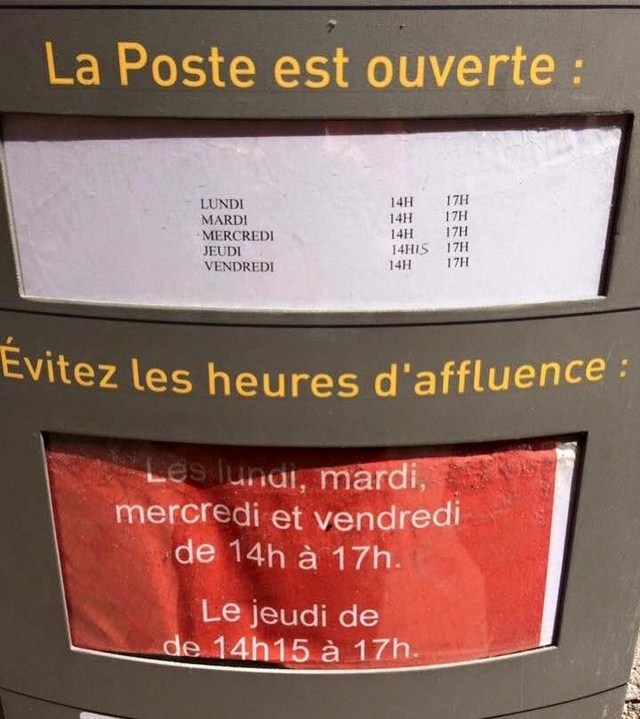 La Poste est ouverte :
LUNDI 14H 17H
MARDI 14H 17H
MERCREDI 14H 17H
JEUDI 14H15 17H
VENDREDI 14H 17H
Évitez les heures d'affluence :
Les lundi, mardi,
mercredi et vendredi
de 14h à 17h.
Le jeudi de
de 14h15 à 17h.